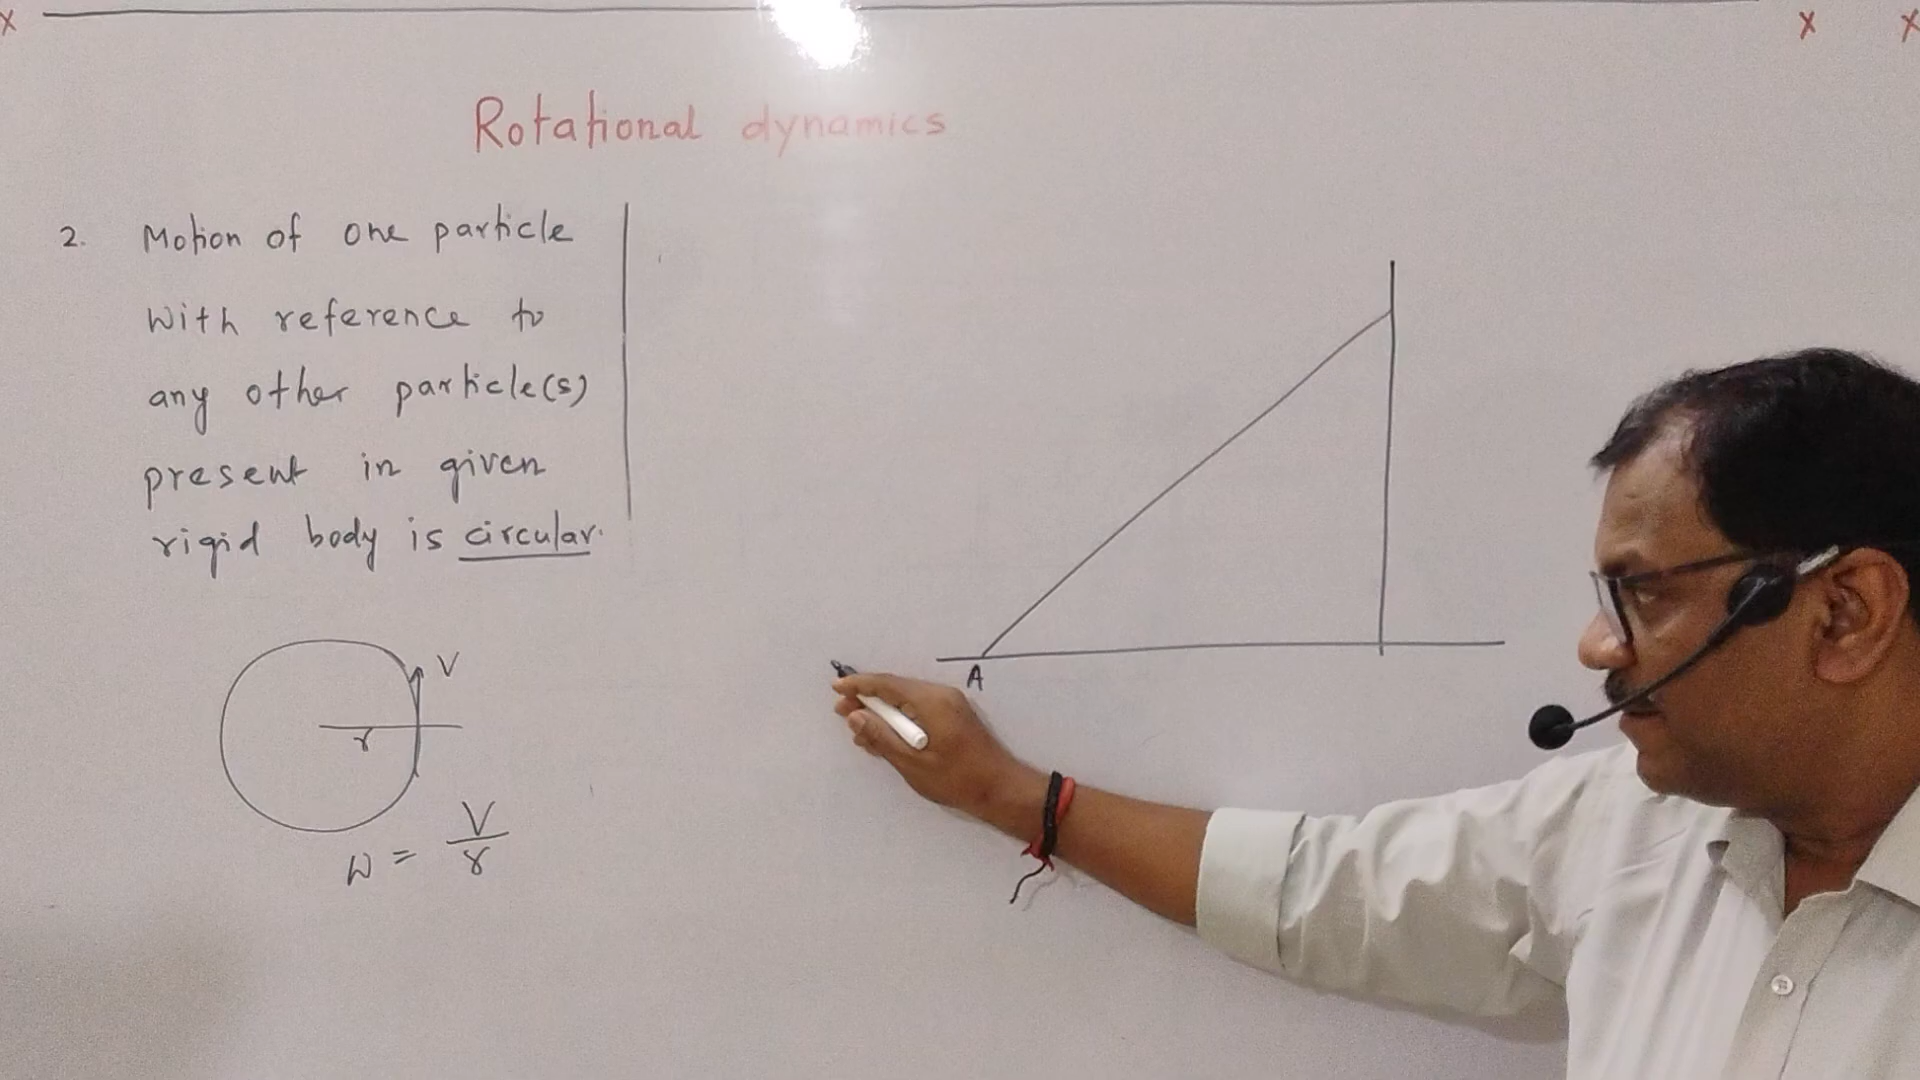 x
x x
Rotational dynamics
2. Motion of one particle
with reference to
any other particle(s)
present in given
rigid body is circular.
V
r
ω = V/r
A